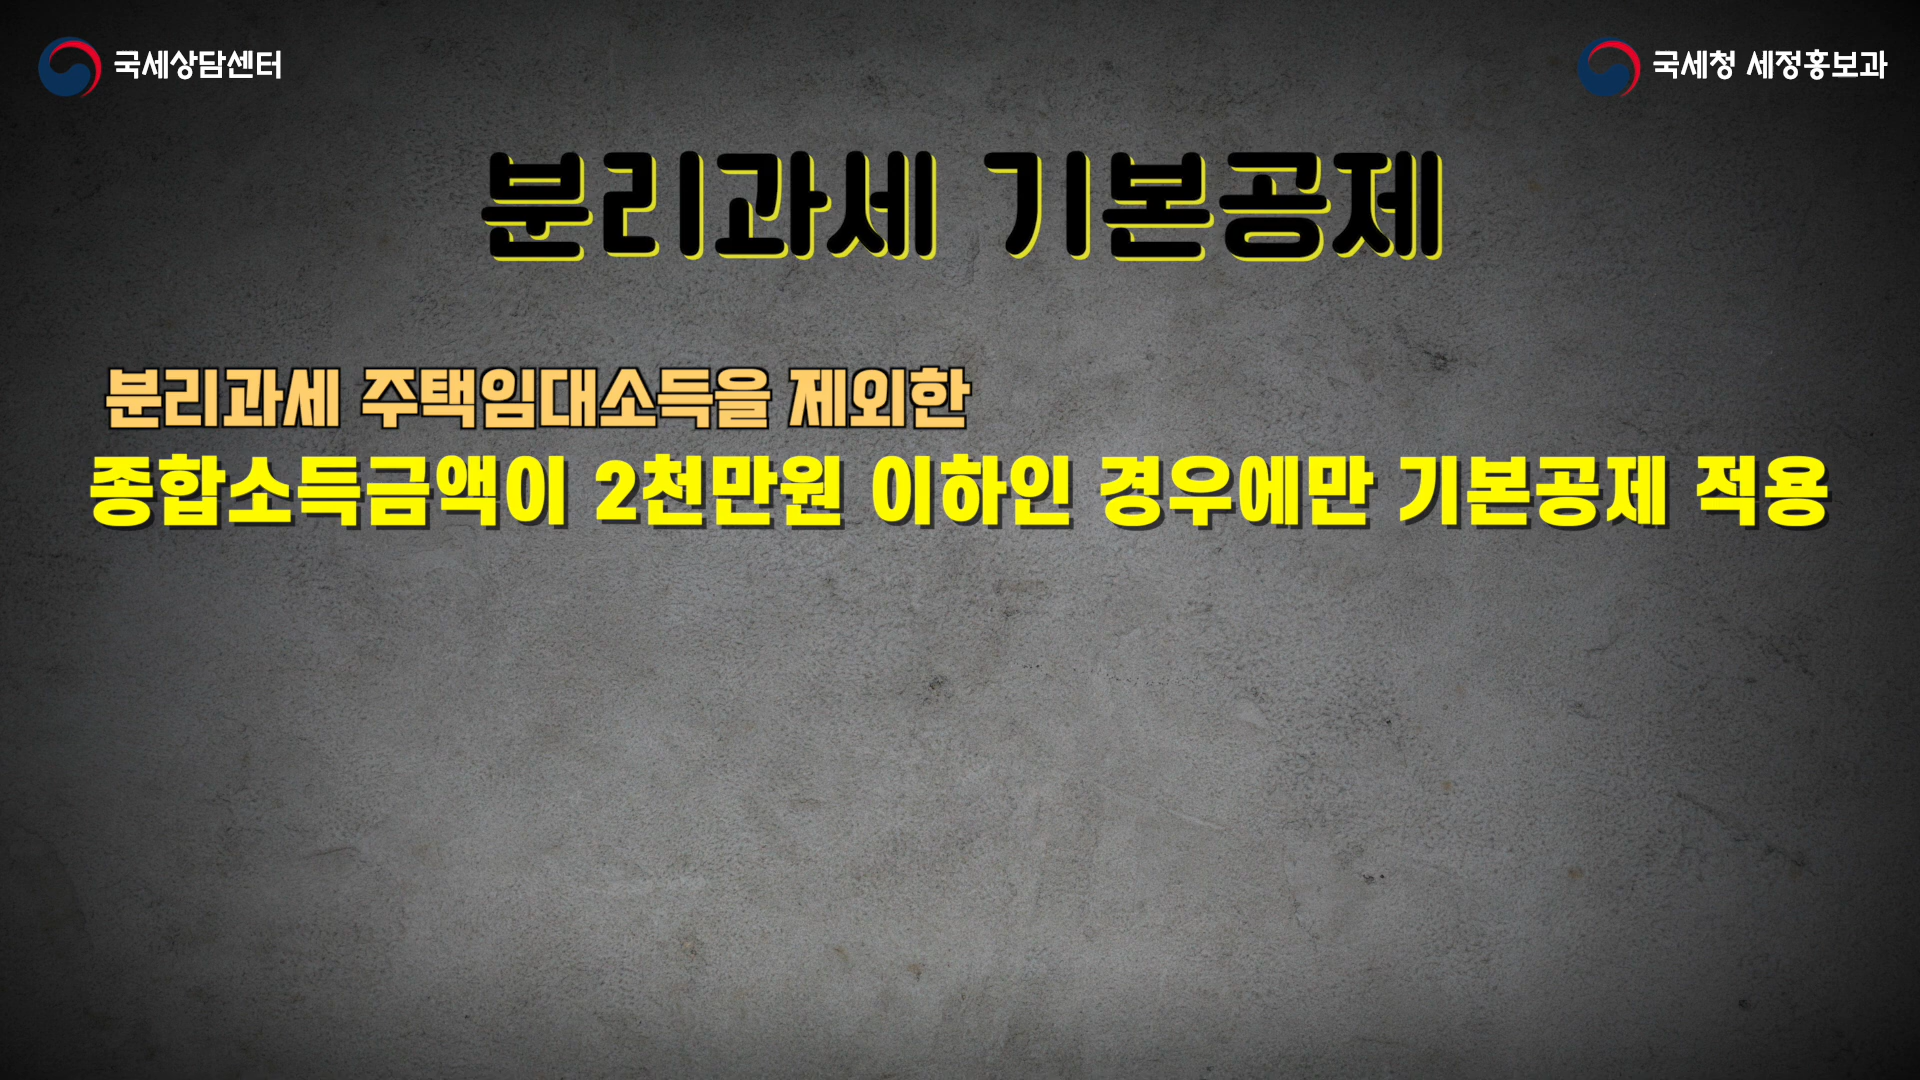 국세상담센터
국세청 세정홍보과
분리과세 기본공제
분리과세 주택임대소득을 제외한
종합소득금액이 2천만원 이하인 경우에만 기본공제 적용